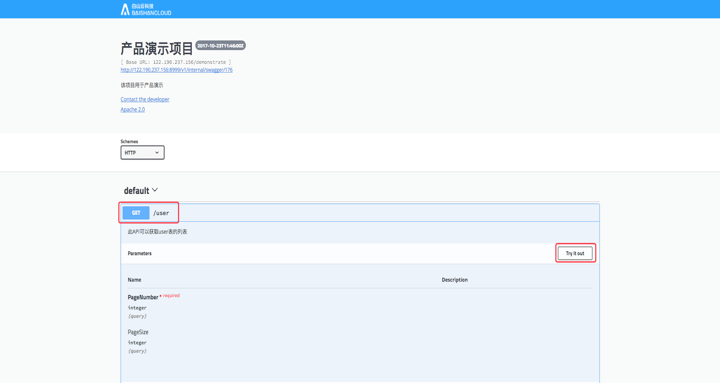 白山云科技
BAISHANCLOUD
产品演示项目 2017-10-23T11:46:00Z
[ Base URL: 122.190.237.156/demonstrate ]
http://122.190.237.156:8999/v1/internal/swagger/176
该项目用于产品演示
Contact the developer
Apache 2.0
Schemes
HTTP
default
GET /user
此API可以获取user表的列表
Parameters
Try it out
Name Description
PageNumber * required
integer
(query)
PageSize
integer
(query)